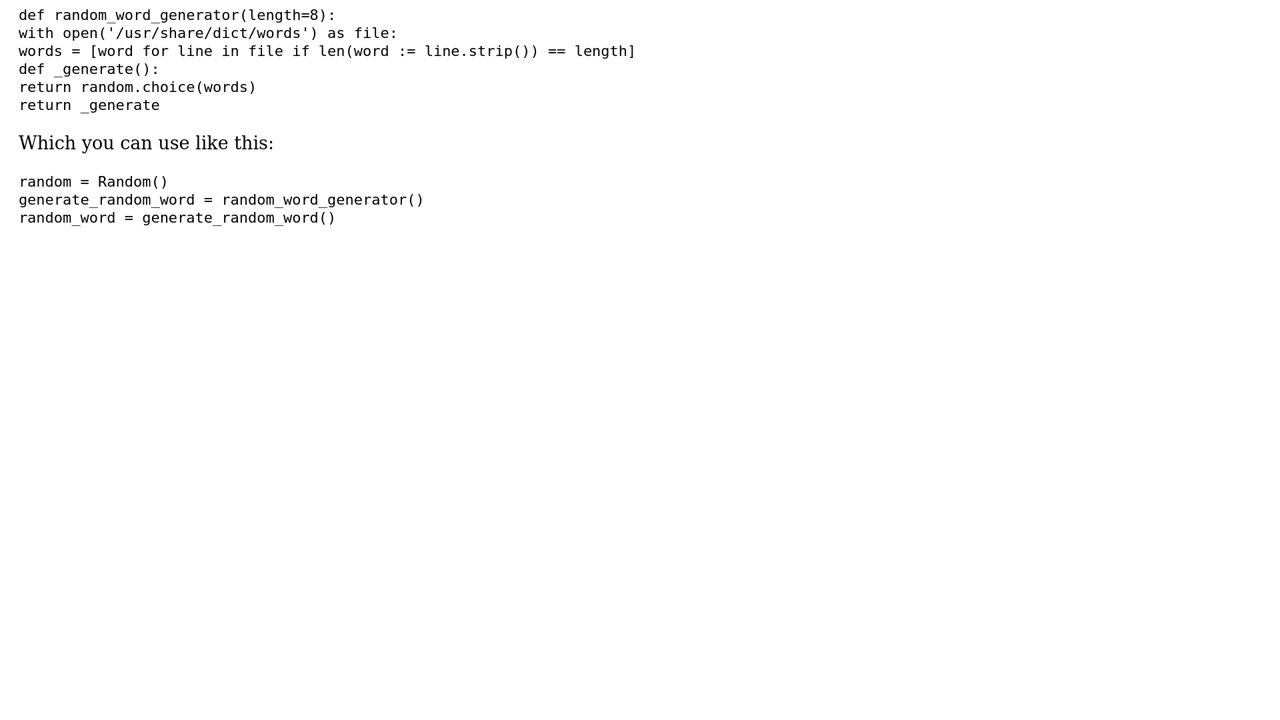 def random_word_generator(length=8):
with open('/usr/share/dict/words') as file:
words = [word for line in file if len(word := line.strip()) == length]
def _generate():
return random.choice(words)
return _generate
Which you can use like this:
random = Random()
generate_random_word = random_word_generator()
random_word = generate_random_word()